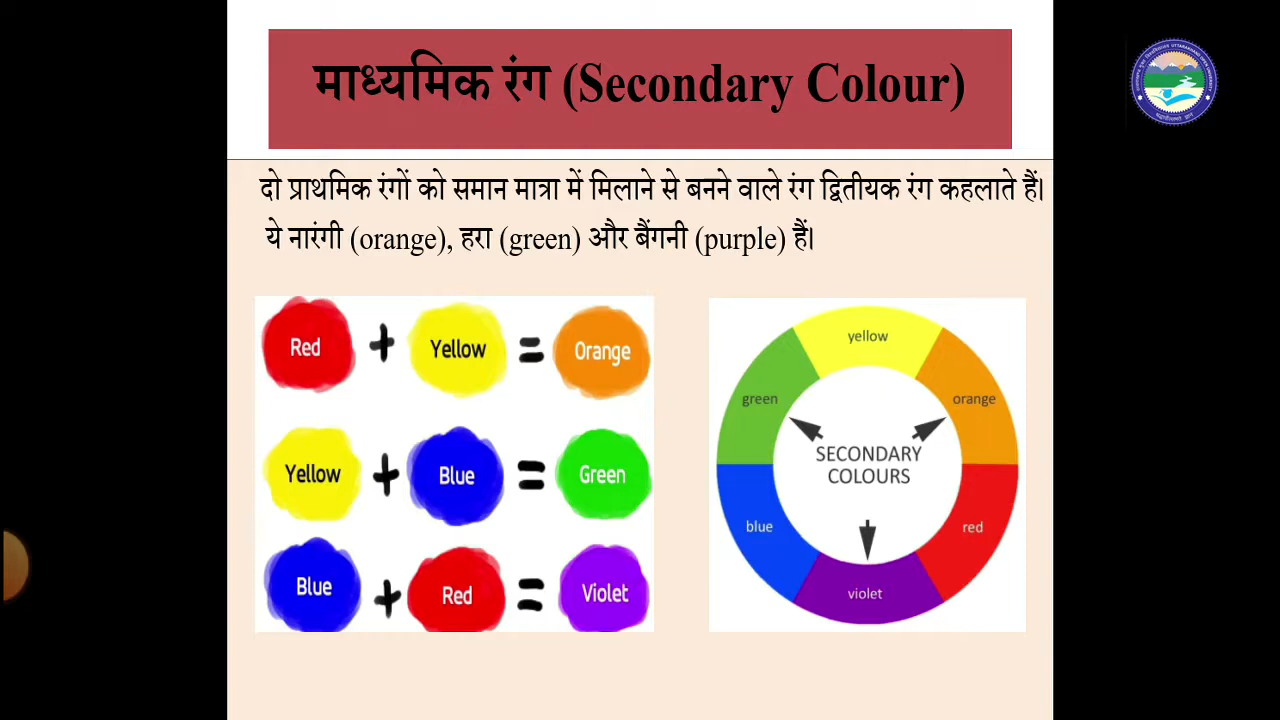 माध्यमिक रंग (Secondary Colour)
दो प्राथमिक रंगों को समान मात्रा में मिलाने से बनने वाले रंग द्वितीयक रंग कहलाते हैं।
ये नारंगी (orange), हरा (green) और बैंगनी (purple) हैं।
Red + Yellow = Orange
Yellow + Blue = Green
Blue + Red = Violet
yellow
green
orange
SECONDARY
COLOURS
blue
red
violet